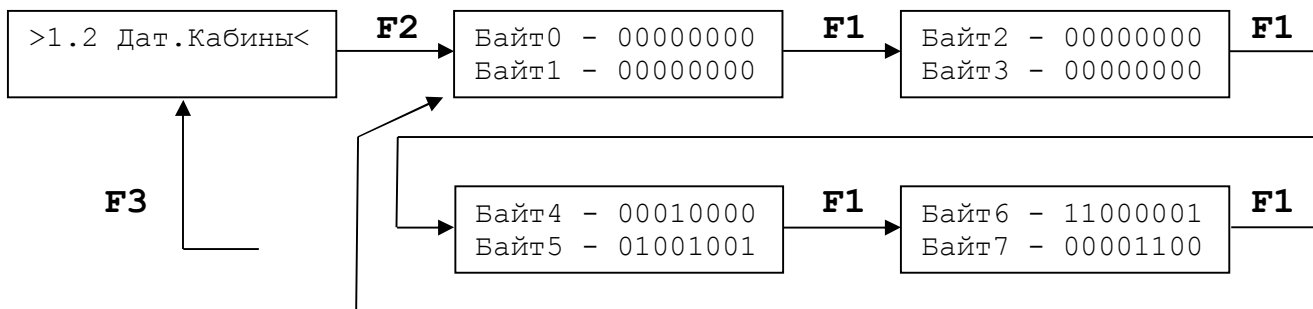 >1.2 Дат.Кабины<
F2
Байт0 - 00000000
Байт1 - 00000000
F1
Байт2 - 00000000
Байт3 - 00000000
F1
F3
Байт4 - 00010000
Байт5 - 01001001
F1
Байт6 - 11000001
Байт7 - 00001100
F1